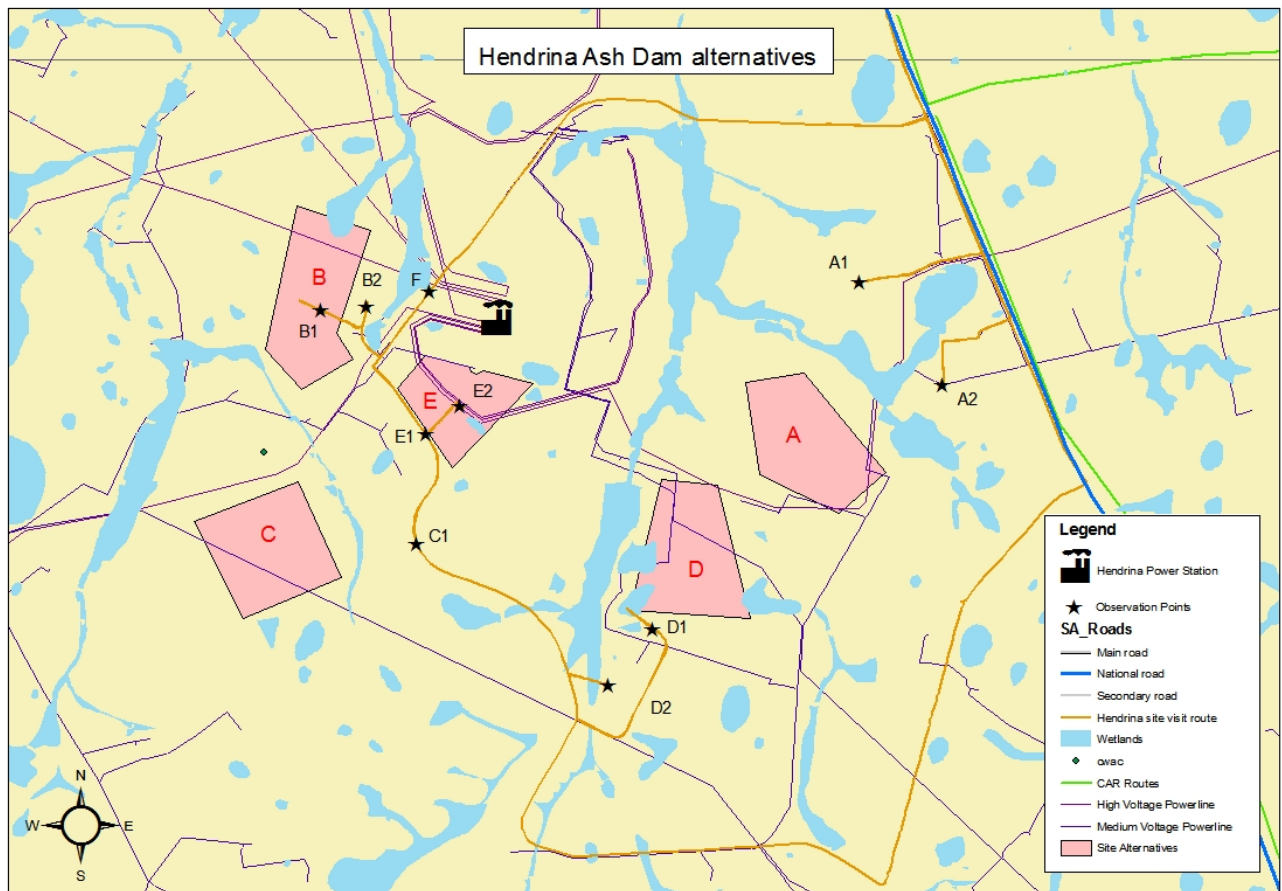 Hendrina Ash Dam alternatives
A1
B
B2
F
B1
A2
E2
E
E1
A
C
C1
D
D1
D2
N
W
E
S
Legend
Hendrina Power Station
Observation Points
SA_Roads
Main road
National road
Secondary road
Hendrina site visit route
Wetlands
cwac
CAR Routes
High Voltage Powerline
Medium Voltage Powerline
Site Alternatives